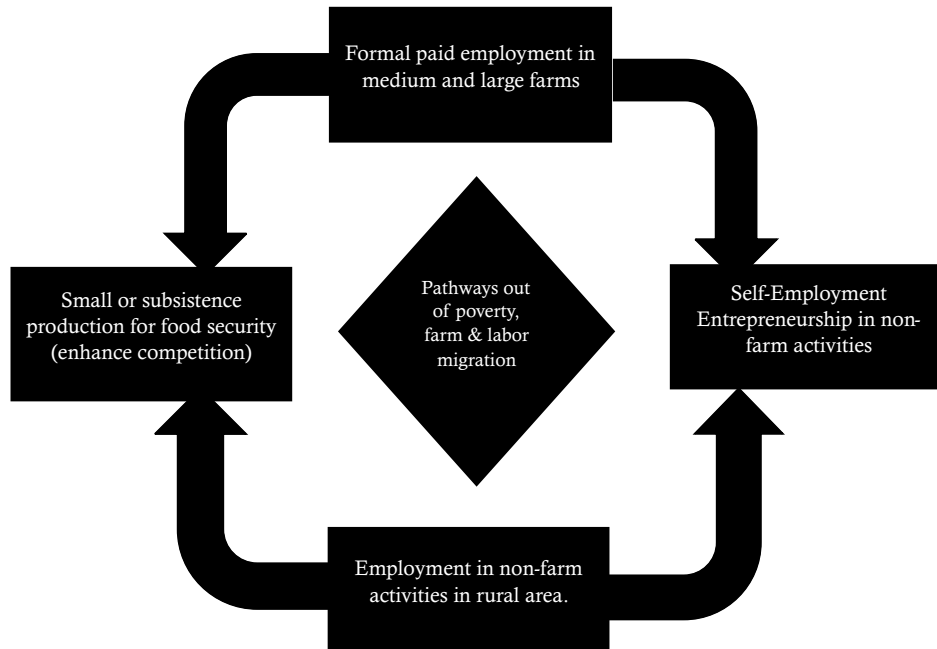 Formal paid employment in
medium and large farms
Small or subsistence
production for food security
(enhance competition)
Pathways out
of poverty,
farm & labor
migration
Self-Employment
Entrepreneurship in non-
farm activities
Employment in non-farm
activities in rural area.